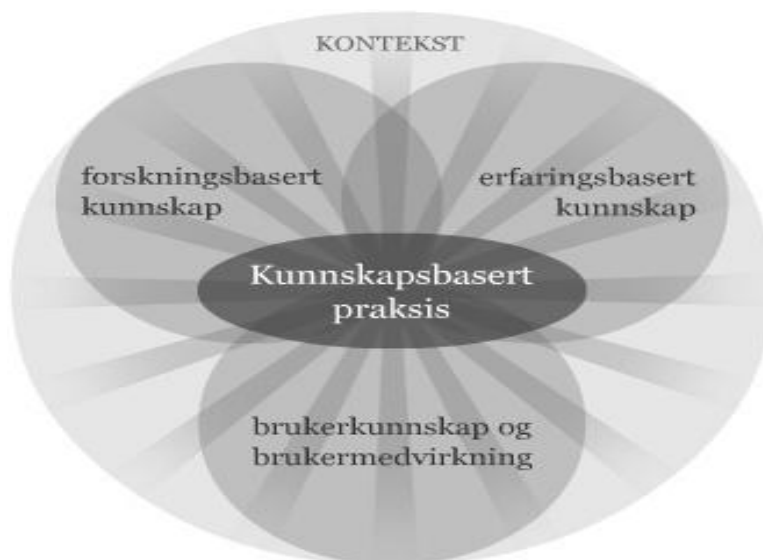 KONTEKST
forskningsbasert
kunnskap
erfaringsbasert
kunnskap
Kunnskapsbasert
praksis
brukerkunnskap og
brukermedvirkning